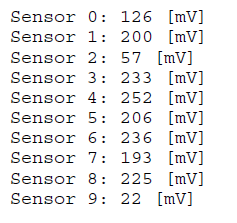 Sensor 0: 126 [mV]
Sensor 1: 200 [mV]
Sensor 2: 57 [mV]
Sensor 3: 233 [mV]
Sensor 4: 252 [mV]
Sensor 5: 206 [mV]
Sensor 6: 236 [mV]
Sensor 7: 193 [mV]
Sensor 8: 225 [mV]
Sensor 9: 22 [mV]